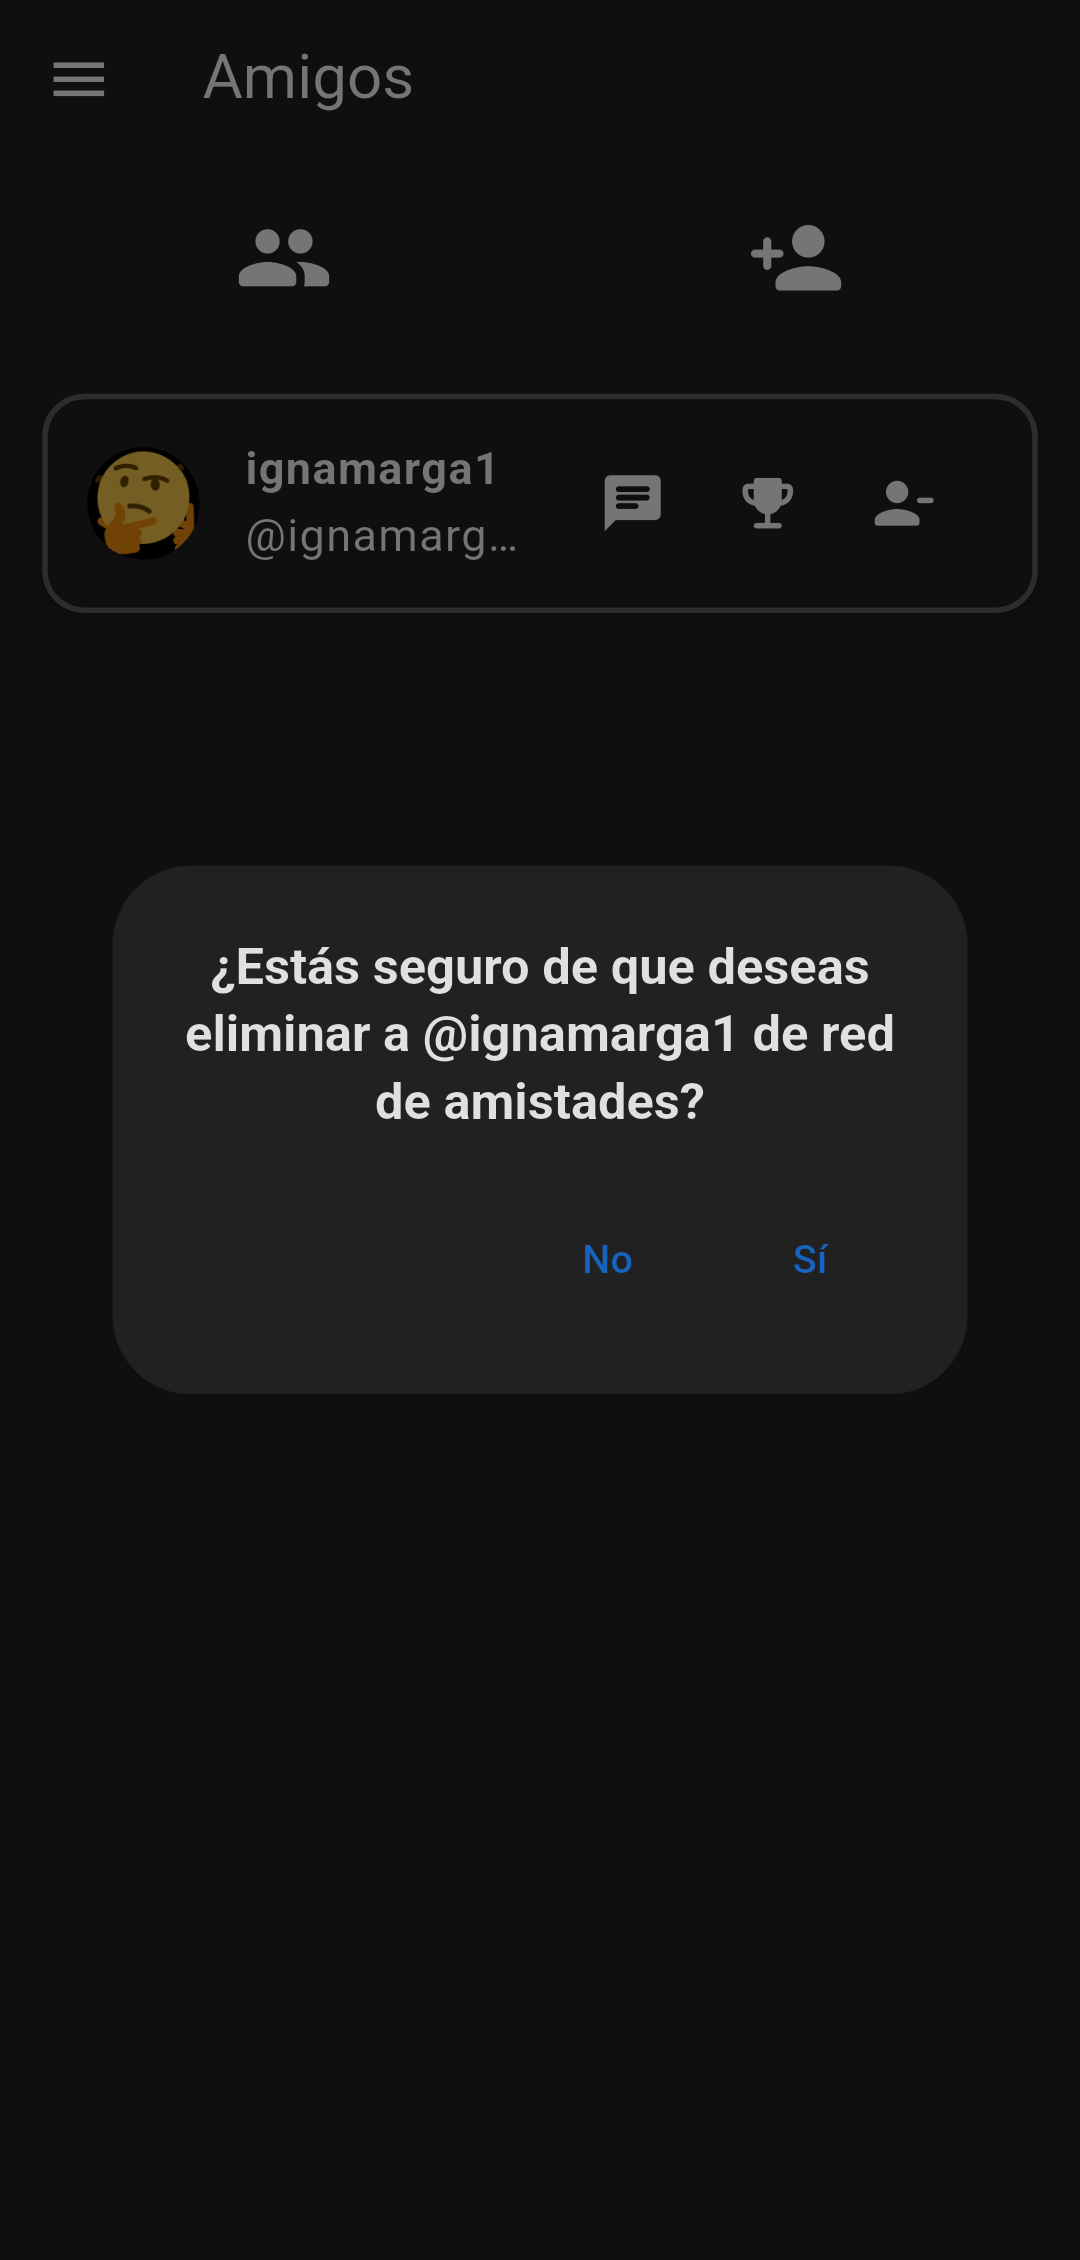 Amigos
ignamarga1
@ignamarg...
¿Estás seguro de que deseas
eliminar a @ignamarga1 de red
de amistades?
No
Sí